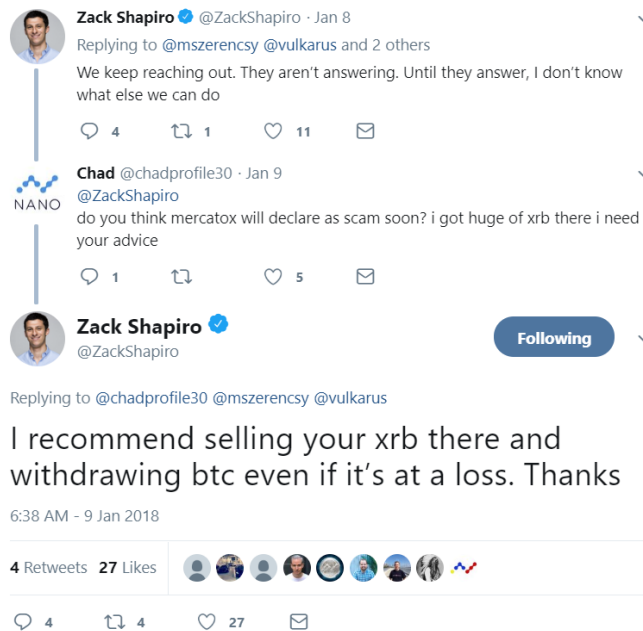 Zack Shapiro @ZackShapiro · Jan 8
Replying to @mszerencsy @vulkarus and 2 others
We keep reaching out. They aren't answering. Until they answer, I don't know
what else we can do
4 1 11
Chad @chadprofile30 · Jan 9
@ZackShapiro
NANO
do you think mercatox will declare as scam soon? i got huge of xrb there i need
your advice
1 5
Zack Shapiro
@ZackShapiro
Following
Replying to @chadprofile30 @mszerencsy @vulkarus
I recommend selling your xrb there and
withdrawing btc even if it's at a loss. Thanks
6:38 AM - 9 Jan 2018
4 Retweets 27 Likes
4 4 27